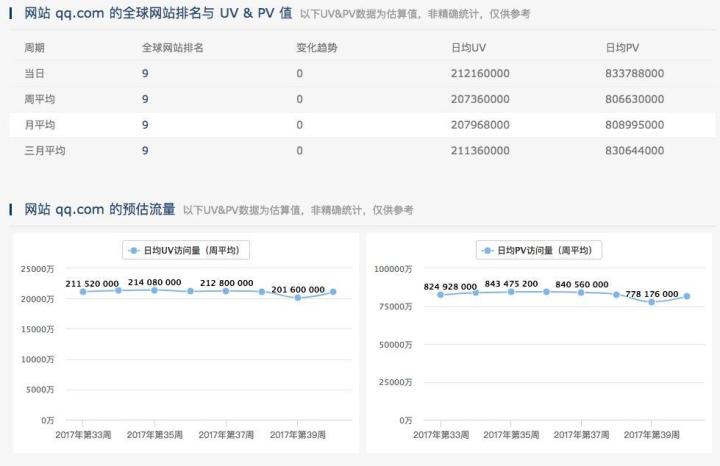 网站 qq.com 的全球网站排名与 UV & PV 值 以下UV&PV数据为估算值，非精确统计，仅供参考
周期 全球网站排名 变化趋势 日均UV 日均PV
当日 9 0 212160000 833788000
周平均 9 0 207360000 806630000
月平均 9 0 207968000 808995000
三月平均 9 0 211360000 830644000
网站 qq.com 的预估流量 以下UV&PV数据为估算值，非精确统计，仅供参考
日均UV访问量（周平均）
25000万
20000万
15000万
10000万
5000万
0万
211 520 000 214 080 000 212 800 000 201 600 000
2017年第33周 2017年第35周 2017年第37周 2017年第39周
日均PV访问量（周平均）
100000万
75000万
50000万
25000万
0万
824 928 000 843 475 200 840 560 000 778 176 000
2017年第33周 2017年第35周 2017年第37周 2017年第39周